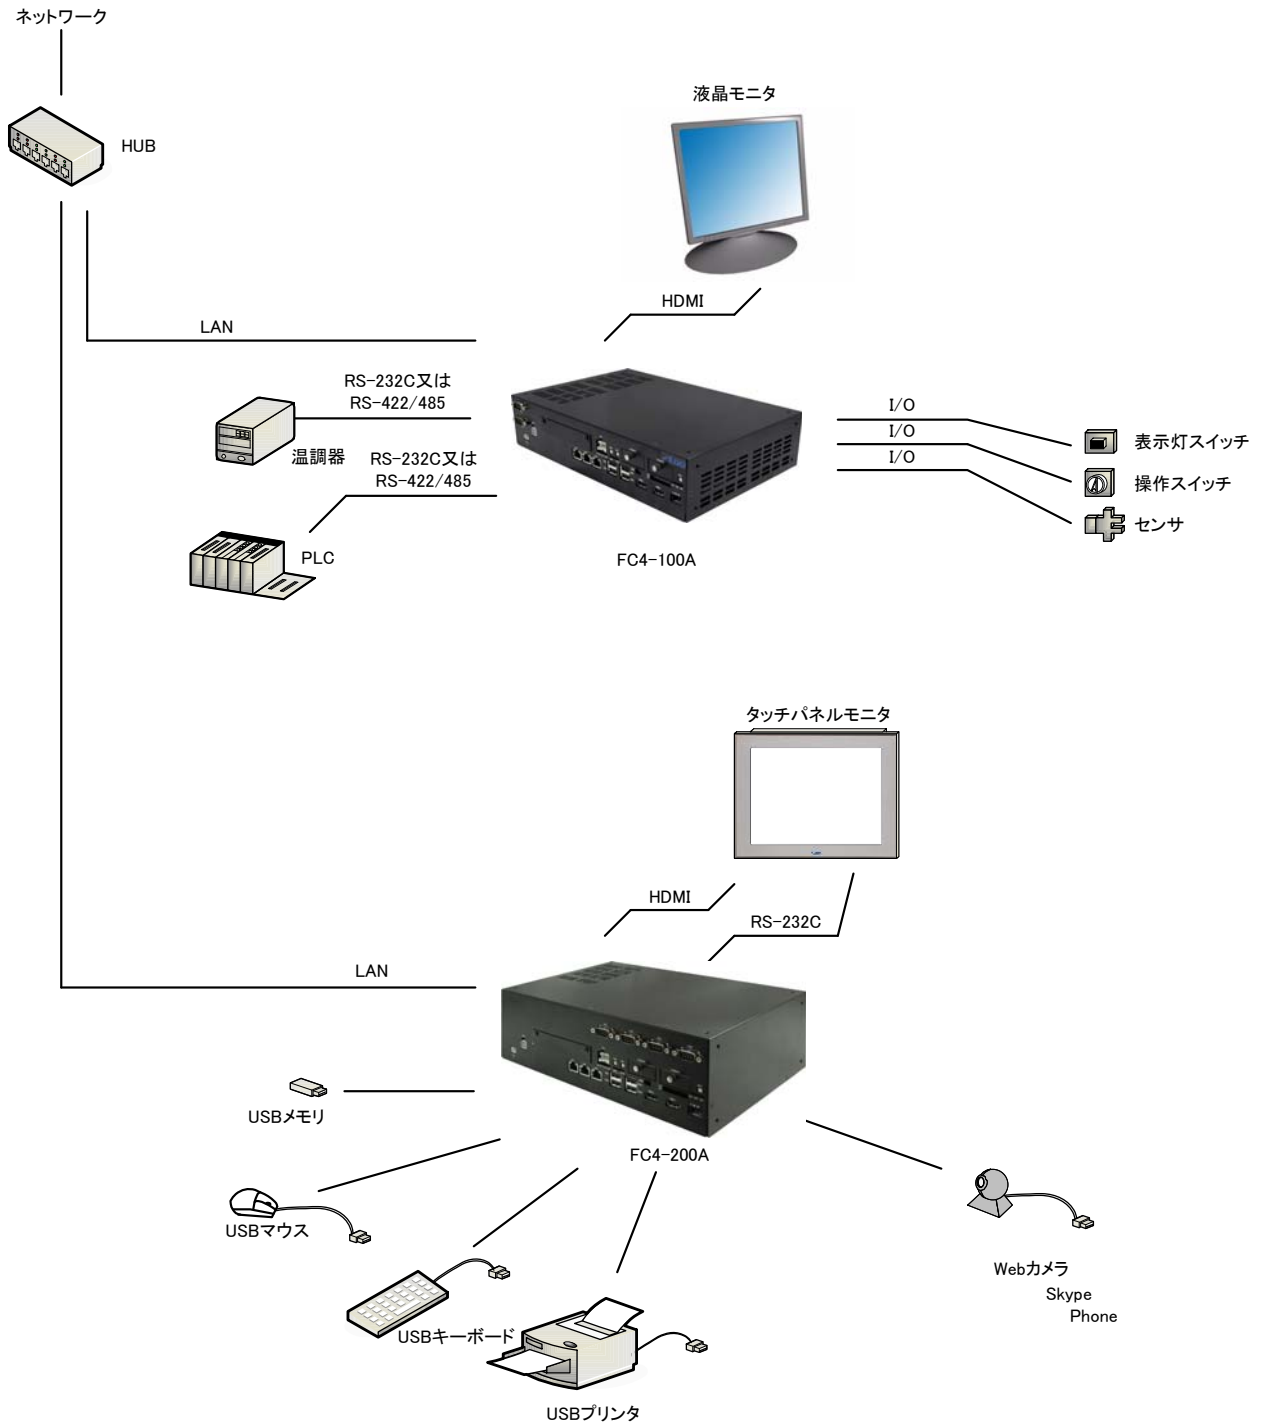 ネットワーク
HUB
液晶モニタ
HDMI
LAN
RS-232C又は
RS-422/485
温調器
RS-232C又は
RS-422/485
PLC
FC4-100A
I/O
I/O
I/O
表示灯スイッチ
操作スイッチ
センサ
タッチパネルモニタ
HDMI
RS-232C
LAN
FC4-200A
USBメモリ
USBマウス
USBキーボード
USBプリンタ
Webカメラ
Skype
Phone